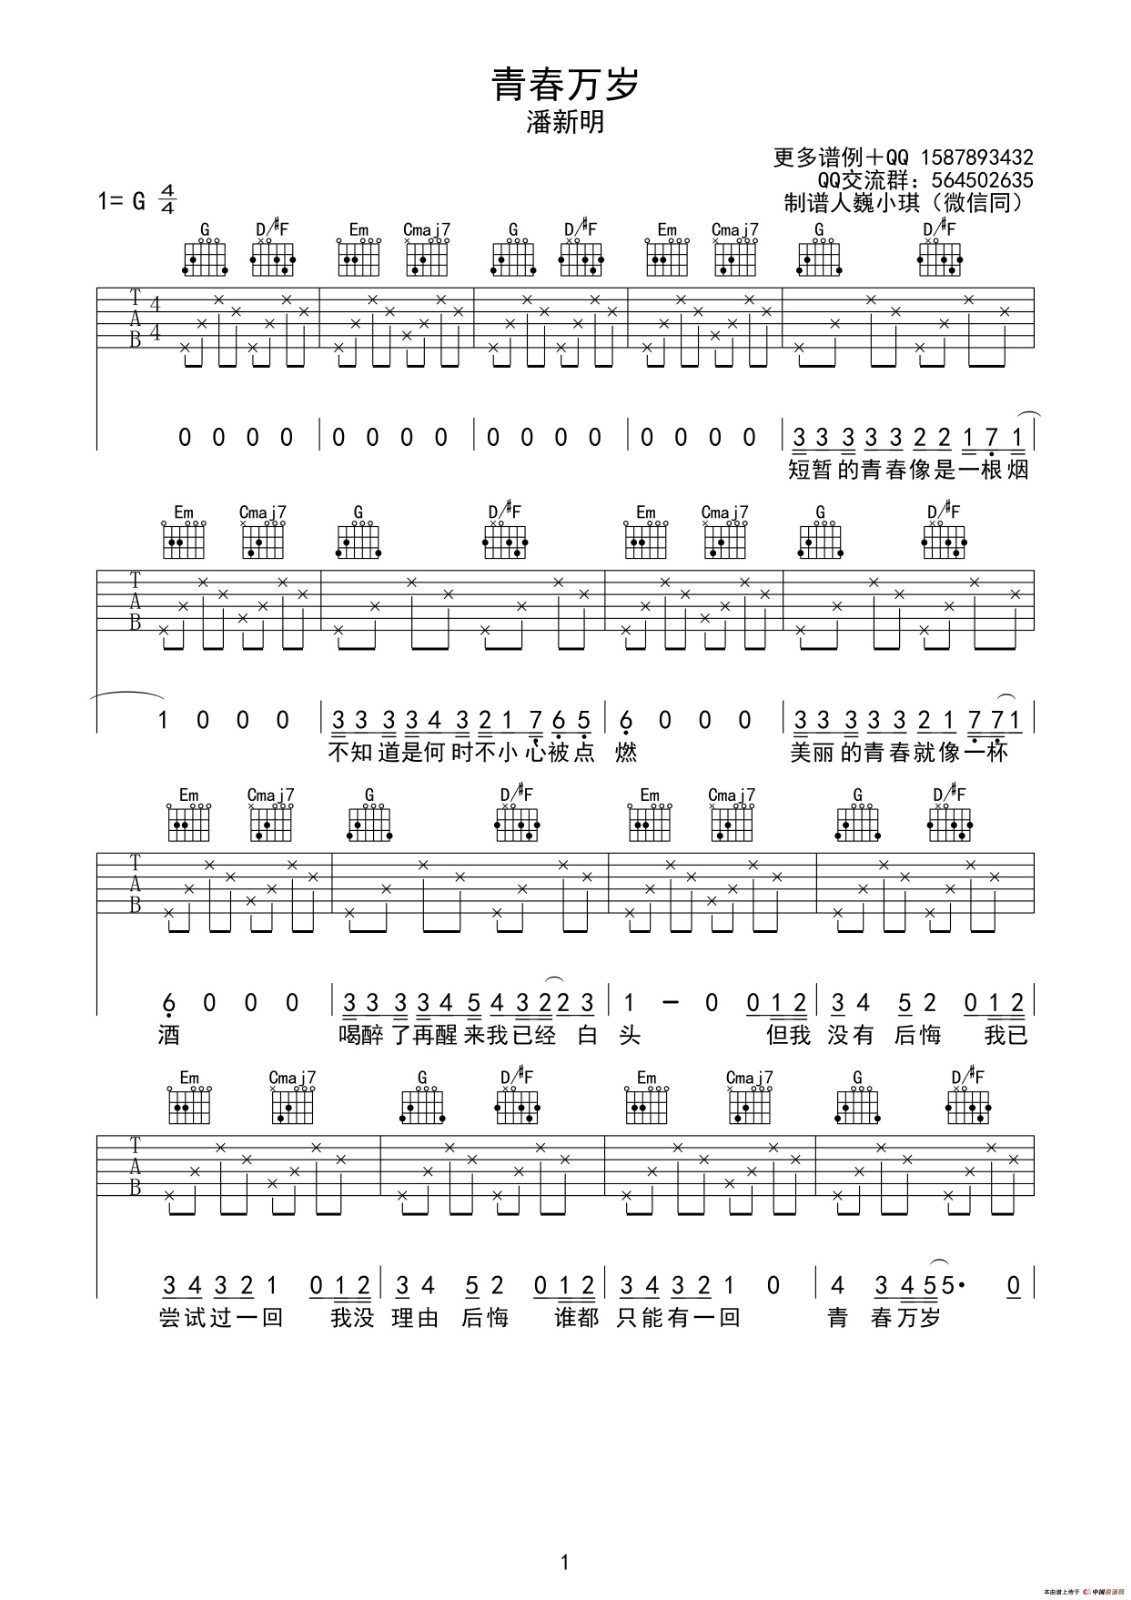 青春万岁
潘新明
更多谱例＋QQ 1587893432
QQ交流群：564502635
1= G 4/4
制谱人巍小琪（微信同）
G D/#F Em Cmaj7 G D/#F Em Cmaj7 G D/#F
T A B 4 4
0 0 0 0 | 0 0 0 0 | 0 0 0 0 | 0 0 0 0 | 3 3 3 3 3 2 2 1 7 1
短暂的青春像是一根烟
Em Cmaj7 G D/#F Em Cmaj7 G D/#F
T A B
1 0 0 0 | 3 3 3 3 4 3 2 1 7 6 5 | 6 0 0 0 | 3 3 3 3 3 2 1 7 7 1
不知道是何时不小心被点 燃 美丽的青春就像一杯
Em Cmaj7 G D/#F Em Cmaj7 G D/#F
T A B
6 0 0 0 | 3 3 3 3 4 5 4 3 2 2 3 | 1 － 0 0 1 2 | 3 4 5 2 0 1 2
酒 喝醉了再醒来我已经 白 头 但我 没有 后悔 我已
Em Cmaj7 G D/#F Em Cmaj7 G D/#F
T A B
3 4 3 2 1 0 1 2 | 3 4 5 2 0 1 2 | 3 4 3 2 1 0 | 4 3 4 5 5 · 0
尝试过一回 我没 理由 后悔 谁都 只能有一回 青 春万岁
1
本曲谱上传于 中国曲谱网